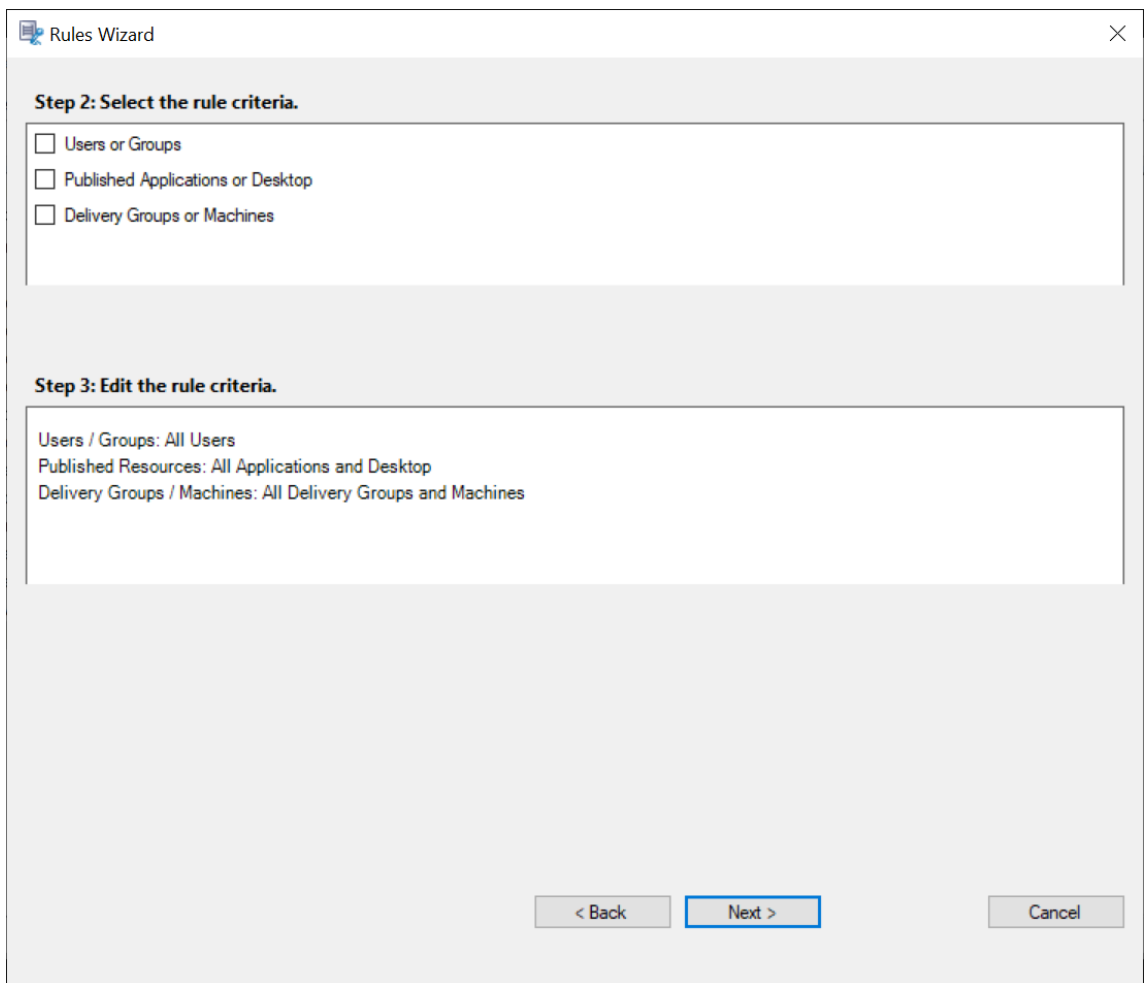 Rules Wizard
Step 2: Select the rule criteria.
Users or Groups
Published Applications or Desktop
Delivery Groups or Machines
Step 3: Edit the rule criteria.
Users / Groups: All Users
Published Resources: All Applications and Desktop
Delivery Groups / Machines: All Delivery Groups and Machines
< Back Next > Cancel